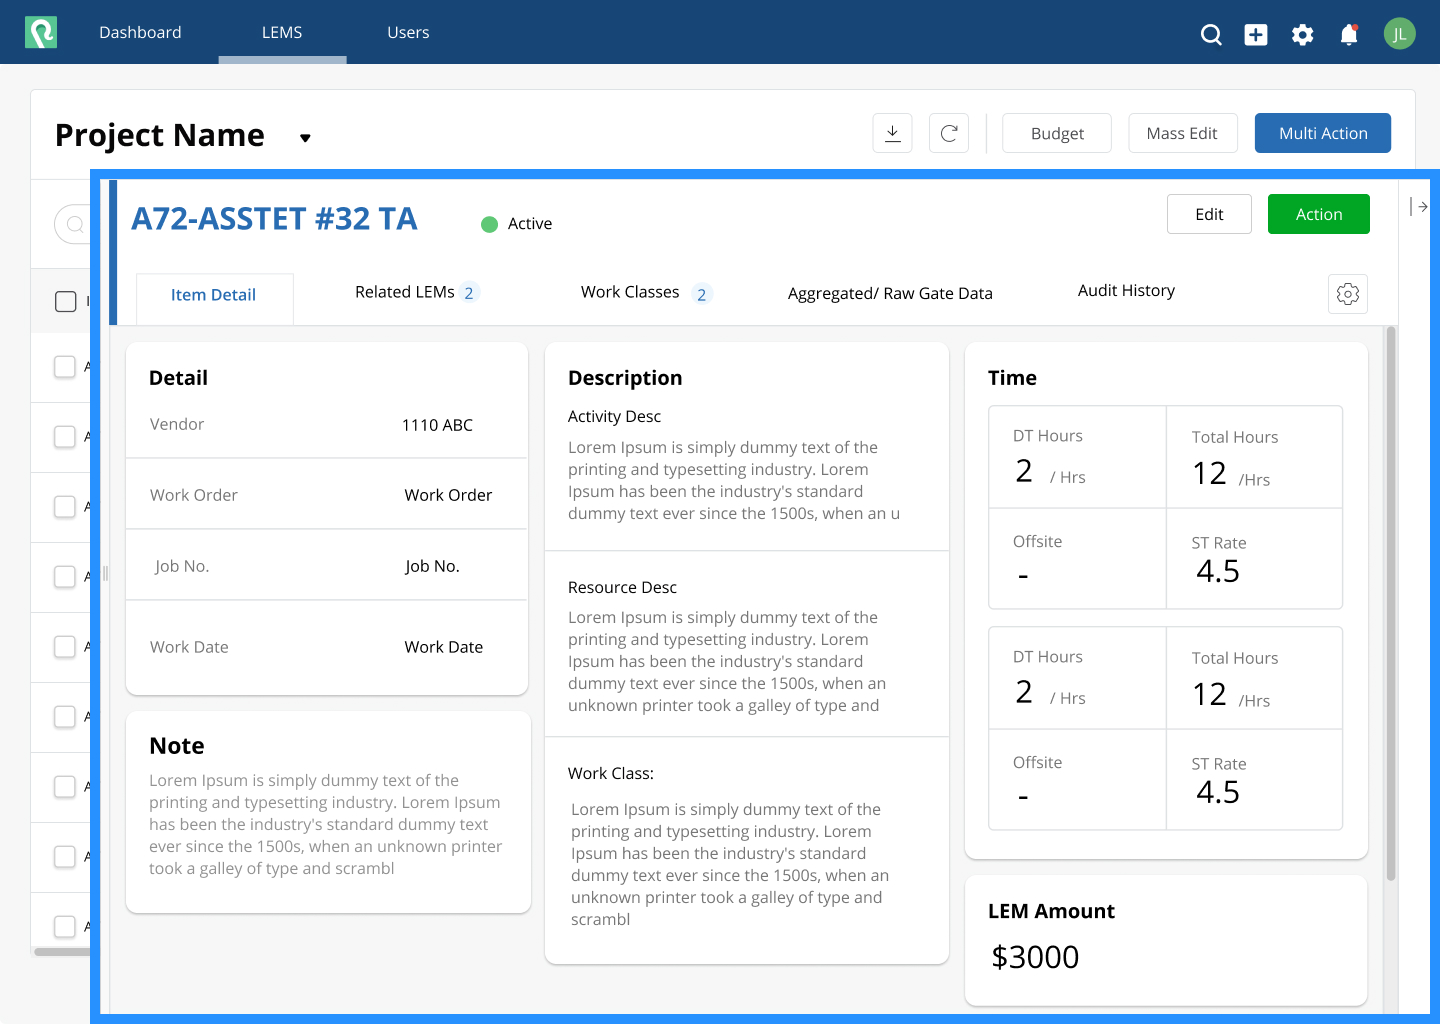 Dashboard
LEMS
Users
JL
Project Name
Budget
Mass Edit
Multi Action
A72-ASSTET #32 TA
Active
Edit
Action
Item Detail
Related LEMs 2
Work Classes 2
Aggregated/ Raw Gate Data
Audit History
A
A
A
A
A
A
A
A
A
Detail
Vendor 1110 ABC
Work Order Work Order
Job No. Job No.
Work Date Work Date
Note
Lorem Ipsum is simply dummy text of the
printing and typesetting industry. Lorem Ipsum
has been the industry's standard dummy text
ever since the 1500s, when an unknown printer
took a galley of type and scrambl
Description
Activity Desc
Lorem Ipsum is simply dummy text of the
printing and typesetting industry. Lorem
Ipsum has been the industry's standard
dummy text ever since the 1500s, when an u
Resource Desc
Lorem Ipsum is simply dummy text of the
printing and typesetting industry. Lorem
Ipsum has been the industry's standard
dummy text ever since the 1500s, when an
unknown printer took a galley of type and
Work Class:
Lorem Ipsum is simply dummy text of the
printing and typesetting industry. Lorem
Ipsum has been the industry's standard
dummy text ever since the 1500s, when an
unknown printer took a galley of type and
scrambl
Time
DT Hours Total Hours
2 / Hrs 12 /Hrs
Offsite ST Rate
- 4.5
DT Hours Total Hours
2 / Hrs 12 /Hrs
Offsite ST Rate
- 4.5
LEM Amount
$3000